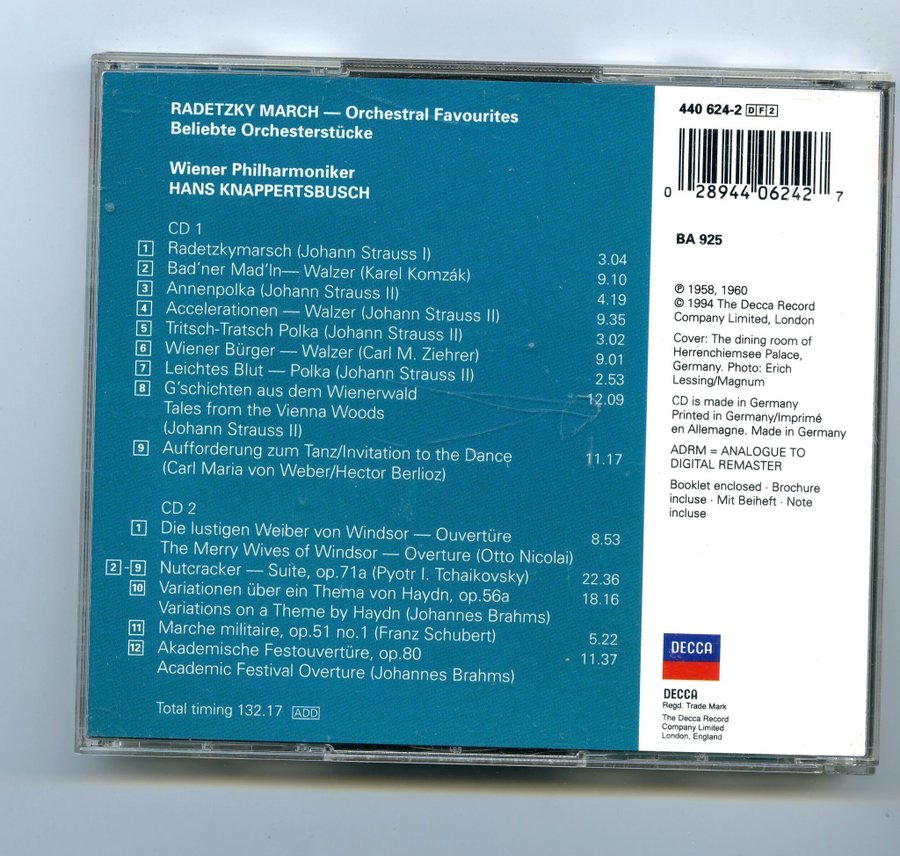 RADETZKY MARCH — Orchestral Favourites
Beliebte Orchesterstücke
Wiener Philharmoniker
HANS KNAPPERTSBUSCH
CD 1
1 Radetzkymarsch (Johann Strauss I) 3.04
2 Bad'ner Mad'ln— Walzer (Karel Komzák) 9.10
3 Annenpolka (Johann Strauss II) 4.19
4 Accelerationen — Walzer (Johann Strauss II) 9.35
5 Tritsch-Tratsch Polka (Johann Strauss II) 3.02
6 Wiener Bürger — Walzer (Carl M. Ziehrer) 9.01
7 Leichtes Blut — Polka (Johann Strauss II) 2.53
8 G'schichten aus dem Wienerwald 12.09
Tales from the Vienna Woods
(Johann Strauss II)
9 Aufforderung zum Tanz/Invitation to the Dance 11.17
(Carl Maria von Weber/Hector Berlioz)
CD 2
1 Die lustigen Weiber von Windsor — Ouvertüre 8.53
The Merry Wives of Windsor — Overture (Otto Nicolai)
2-9 Nutcracker — Suite, op.71a (Pyotr I. Tchaikovsky) 22.36
10 Variationen über ein Thema von Haydn, op.56a 18.16
Variations on a Theme by Haydn (Johannes Brahms)
11 Marche militaire, op.51 no.1 (Franz Schubert) 5.22
12 Akademische Festouvertüre, op.80 11.37
Academic Festival Overture (Johannes Brahms)
Total timing 132.17 ADD
440 624-2 DF2
0 28944 06242 7
BA 925
℗ 1958, 1960
© 1994 The Decca Record
Company Limited, London
Cover: The dining room of
Herrenchiemsee Palace,
Germany. Photo: Erich
Lessing/Magnum
CD is made in Germany
Printed in Germany/Imprimé
en Allemagne. Made in Germany
ADRM = ANALOGUE TO
DIGITAL REMASTER
Booklet enclosed · Brochure
incluse · Mit Beiheft · Note
incluse
DECCA
DECCA
Regd. Trade Mark
The Decca Record
Company Limited
London, England